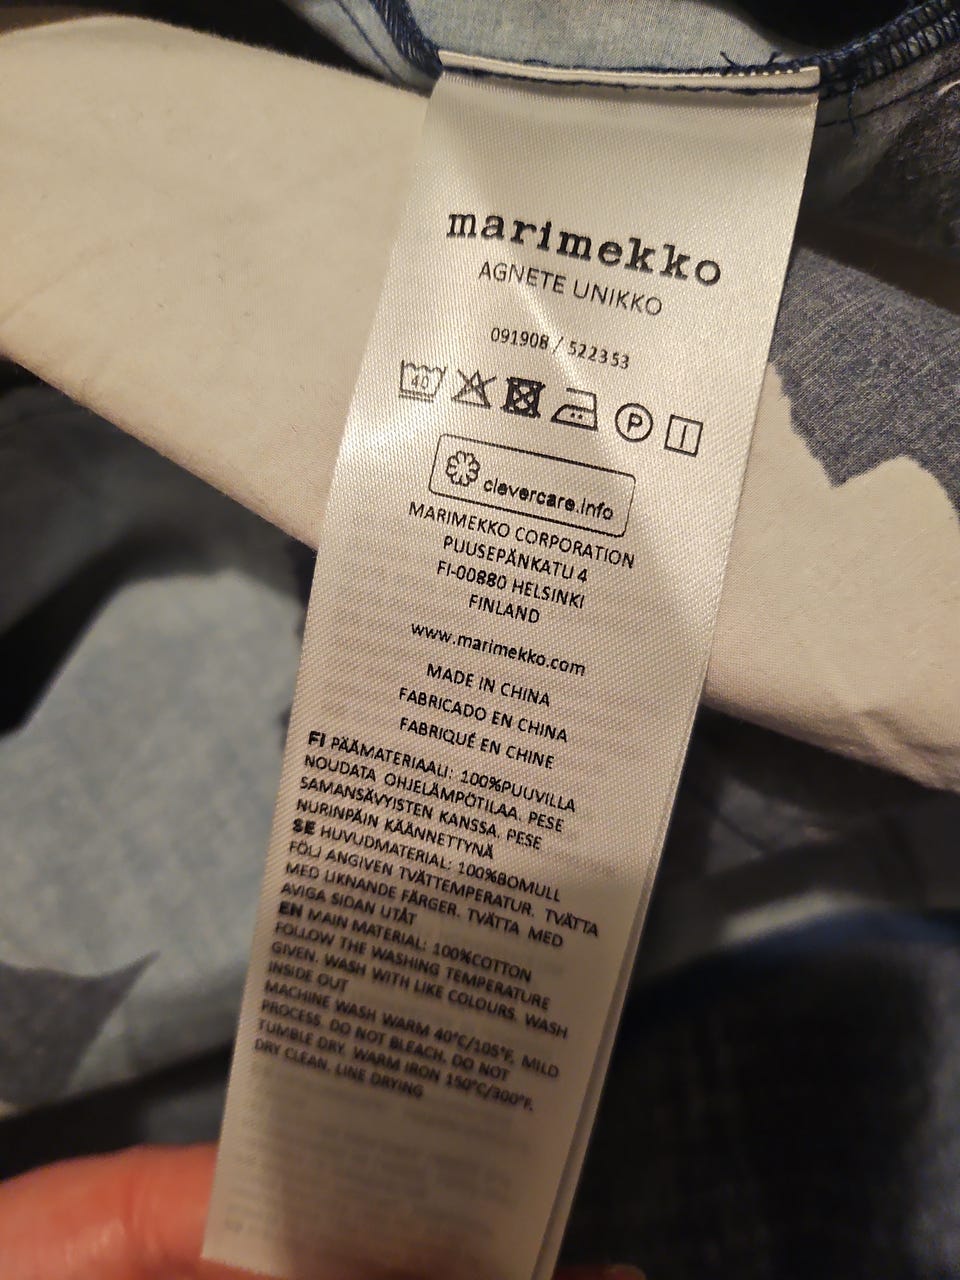 marimekko
AGNETE UNIKKO
091908 / 522353
40 P
clevercare.info
MARIMEKKO CORPORATION
PUUSEPÄNKATU 4
FI-00880 HELSINKI
FINLAND
www.marimekko.com
MADE IN CHINA
FABRICADO EN CHINA
FABRIQUÉ EN CHINE
FI PÄÄMATERIAALI: 100%PUUVILLA
NOUDATA OHJELÄMPÖTILAA. PESE
SAMANSÄVYISTEN KANSSA. PESE
NURINPÄIN KÄÄNNETTYNÄ
SE HUVUDMATERIAL: 100%BOMULL
FÖLJ ANGIVEN TVÄTTEMPERATUR. TVÄTTA
MED LIKNANDE FÄRGER. TVÄTTA MED
AVIGA SIDAN UTÅT
EN MAIN MATERIAL: 100%COTTON
FOLLOW THE WASHING TEMPERATURE
GIVEN. WASH WITH LIKE COLOURS. WASH
INSIDE OUT
MACHINE WASH WARM 40°C/105°F, MILD
PROCESS. DO NOT BLEACH. DO NOT
TUMBLE DRY. WARM IRON 150°C/300°F.
DRY CLEAN. LINE DRYING